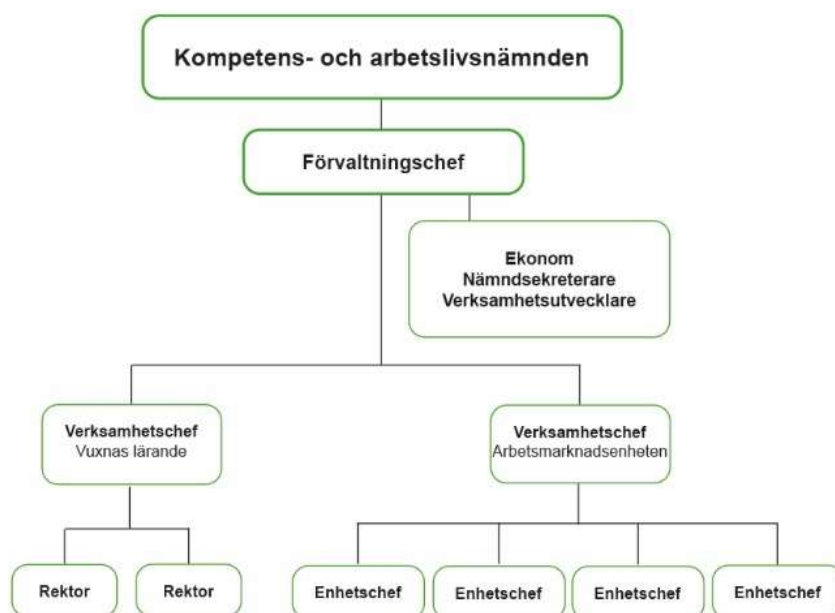 Kompetens- och arbetslivsnämnden
Förvaltningschef
Ekonom
Nämndsekreterare
Verksamhetsutvecklare
Verksamhetschef
Vuxnas lärande
Verksamhetschef
Arbetsmarknadsenheten
Rektor
Rektor
Enhetschef
Enhetschef
Enhetschef
Enhetschef